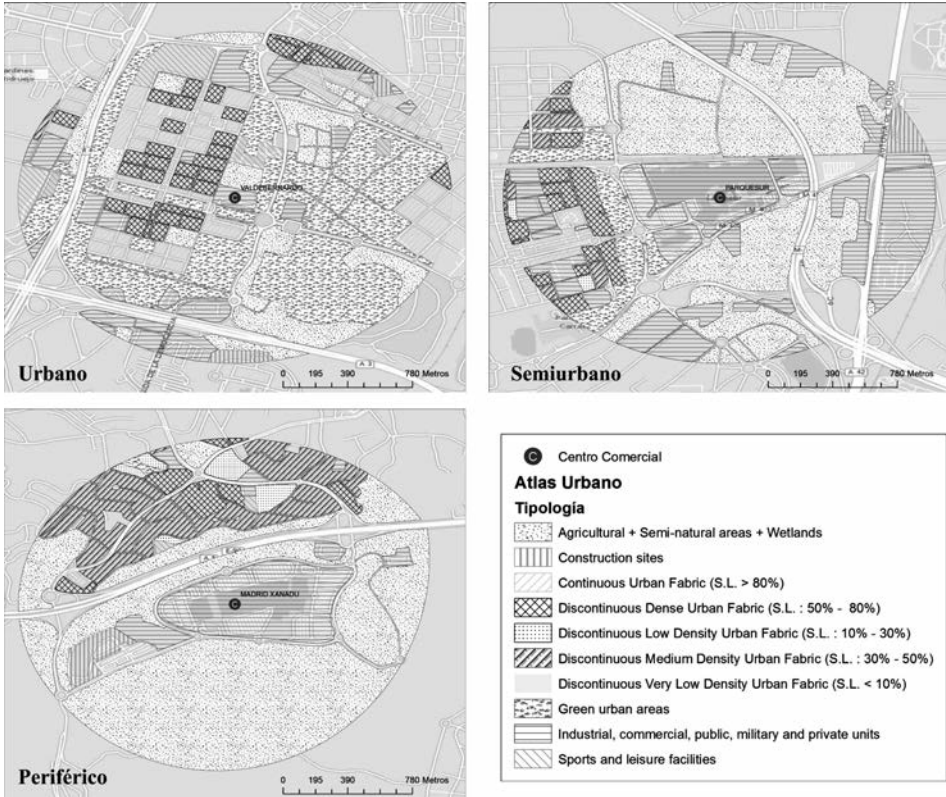 VALDEBERNARDO
A 3
Urbano
0 195 390 780 Metros
PARQUESUR
A 42
Semiurbano
0 195 390 780 Metros
MADRID XANADU
Periférico
0 195 390 780 Metros
C Centro Comercial
Atlas Urbano
Tipología
Agricultural + Semi-natural areas + Wetlands
Construction sites
Continuous Urban Fabric (S.L. > 80%)
Discontinuous Dense Urban Fabric (S.L. : 50% - 80%)
Discontinuous Low Density Urban Fabric (S.L. : 10% - 30%)
Discontinuous Medium Density Urban Fabric (S.L. : 30% - 50%)
Discontinuous Very Low Density Urban Fabric (S.L. < 10%)
Green urban areas
Industrial, commercial, public, military and private units
Sports and leisure facilities